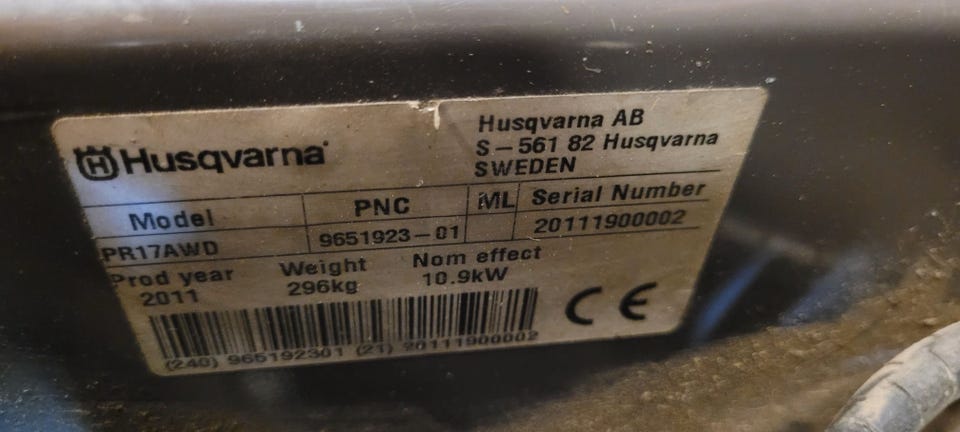 Husqvarna
Husqvarna AB
S-561 82 Husqvarna
SWEDEN
Model PNC ML Serial Number
PR17AWD 9651923-01 20111900002
Prod year Weight Nom effect
2011 296kg 10.9kW
CE
(240) 965192301 (21) 20111900002